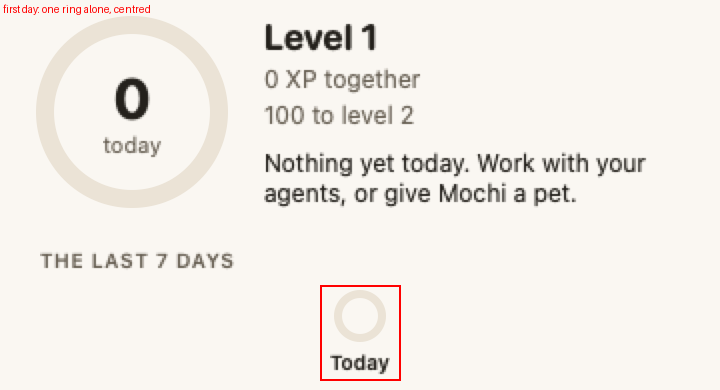 first day: one ring alone, centred
0
today
Level 1
0 XP together
100 to level 2
Nothing yet today. Work with your
agents, or give Mochi a pet.
THE LAST 7 DAYS
Today